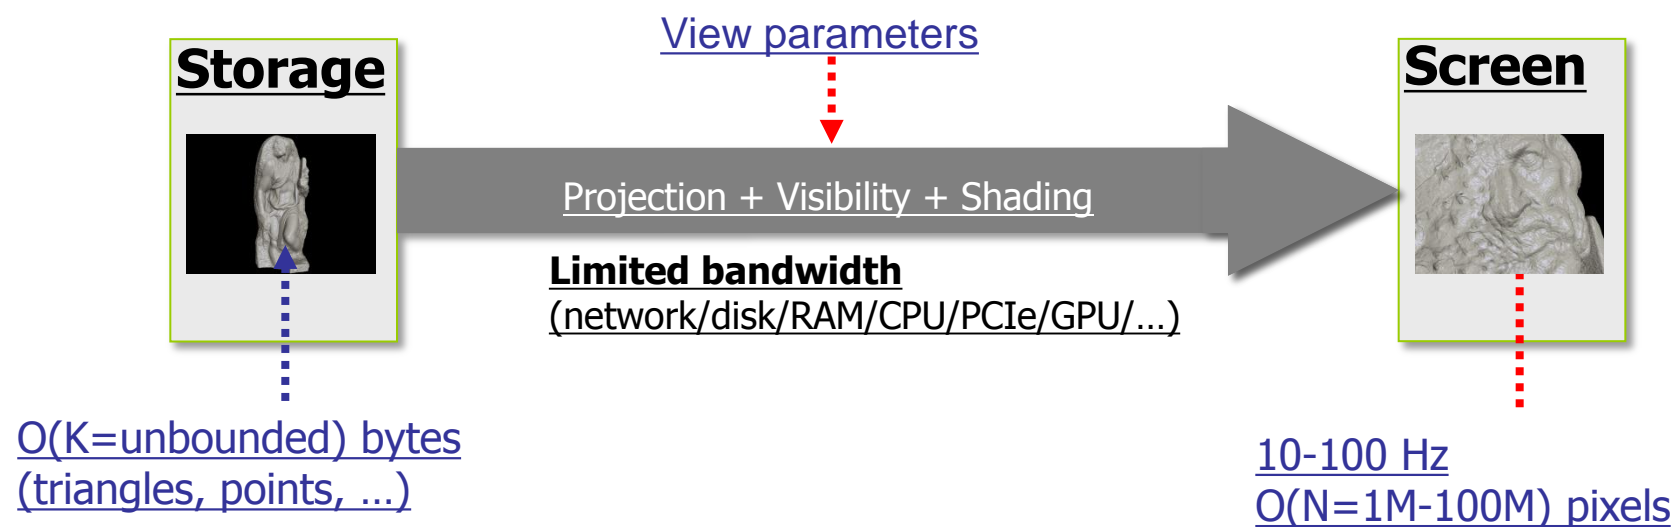 View parameters
Storage
Screen
Projection + Visibility + Shading
Limited bandwidth
(network/disk/RAM/CPU/PCIe/GPU/…)
O(K=unbounded) bytes
(triangles, points, …)
10-100 Hz
O(N=1M-100M) pixels